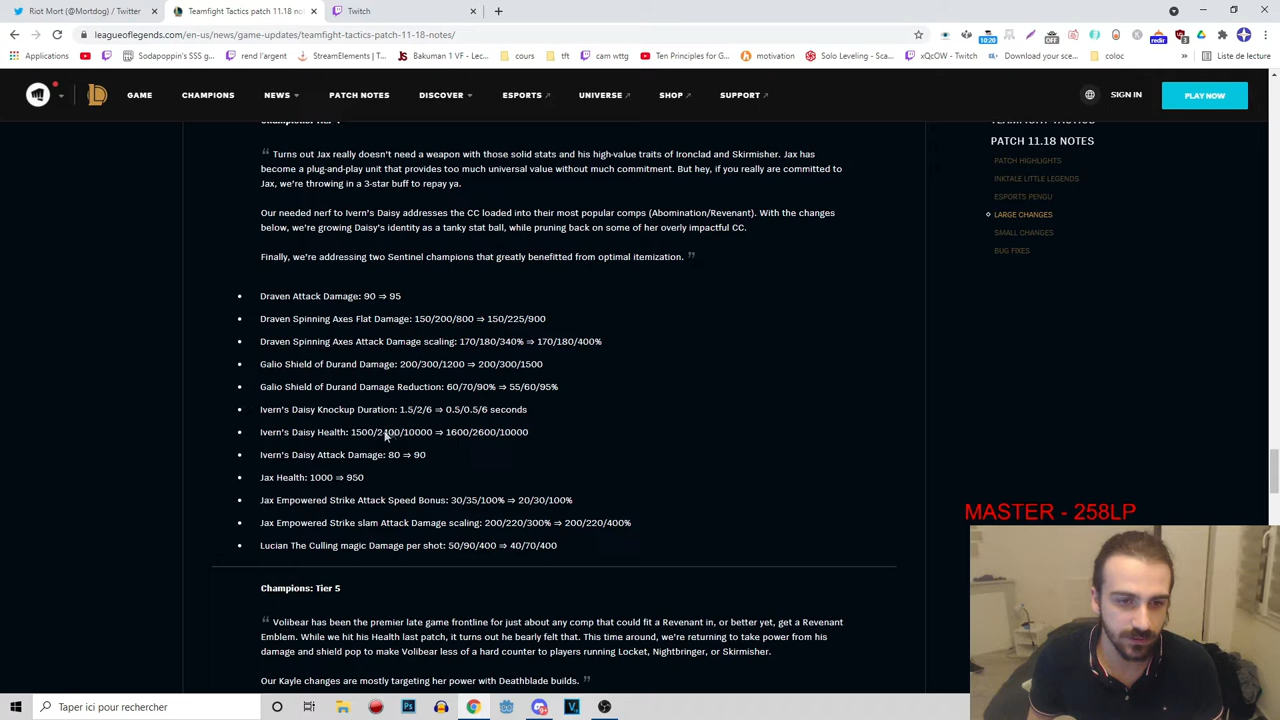 Riot Mort (@Mortdog) / Twitter
Teamfight Tactics patch 11.18 no
Twitch
leagueoflegends.com/en-us/news/game-updates/teamfight-tactics-patch-11-18-notes/
Applications
Sodapoppin's SSS g...
rend l'argent
StreamElements | T...
Bakuman 1 VF | Le...
cours
tft
cam wttg
Ten Principles for G...
motivation
Solo Leveling - Sca...
xQcOW - Twitch
Download your sce...
coloc
»
Liste de lecture
GAME
CHAMPIONS
NEWS
PATCH NOTES
DISCOVER
ESPORTS
UNIVERSE
SHOP
SUPPORT
SIGN IN
PLAY NOW
TEAMFIGHT TACTICS
PATCH 11.18 NOTES
PATCH HIGHLIGHTS
INKTALE LITTLE LEGENDS
ESPORTS PENGU
LARGE CHANGES
SMALL CHANGES
BUG FIXES
Champions: Tier 4
" Turns out Jax really doesn't need a weapon with those solid stats and his high-value traits of Ironclad and Skirmisher. Jax has
become a plug-and-play unit that provides too much universal value without much commitment. But hey, if you really are committed to
Jax, we're throwing in a 3-star buff to repay ya.
Our needed nerf to Ivern's Daisy addresses the CC loaded into their most popular comps (Abomination/Revenant). With the changes
below, we're growing Daisy's identity as a tanky stat ball, while pruning back on some of her overly impactful CC.
Finally, we're addressing two Sentinel champions that greatly benefitted from optimal itemization. "
• Draven Attack Damage: 90 ⇒ 95
• Draven Spinning Axes Flat Damage: 150/200/800 ⇒ 150/225/900
• Draven Spinning Axes Attack Damage scaling: 170/180/340% ⇒ 170/180/400%
• Galio Shield of Durand Damage: 200/300/1200 ⇒ 200/300/1500
• Galio Shield of Durand Damage Reduction: 60/70/90% ⇒ 55/60/95%
• Ivern's Daisy Knockup Duration: 1.5/2/6 ⇒ 0.5/0.5/6 seconds
• Ivern's Daisy Health: 1500/2400/10000 ⇒ 1600/2600/10000
• Ivern's Daisy Attack Damage: 80 ⇒ 90
• Jax Health: 1000 ⇒ 950
• Jax Empowered Strike Attack Speed Bonus: 30/35/100% ⇒ 20/30/100%
• Jax Empowered Strike slam Attack Damage scaling: 200/220/300% ⇒ 200/220/400%
• Lucian The Culling magic Damage per shot: 50/90/400 ⇒ 40/70/400
Champions: Tier 5
" Volibear has been the premier late game frontline for just about any comp that could fit a Revenant in, or better yet, get a Revenant
Emblem. While we hit his Health last patch, it turns out he bearly felt that. This time around, we're returning to take power from his
damage and shield pop to make Volibear less of a hard counter to players running Locket, Nightbringer, or Skirmisher.
Our Kayle changes are mostly targeting her power with Deathblade builds. "
MASTER - 258LP
Taper ici pour rechercher